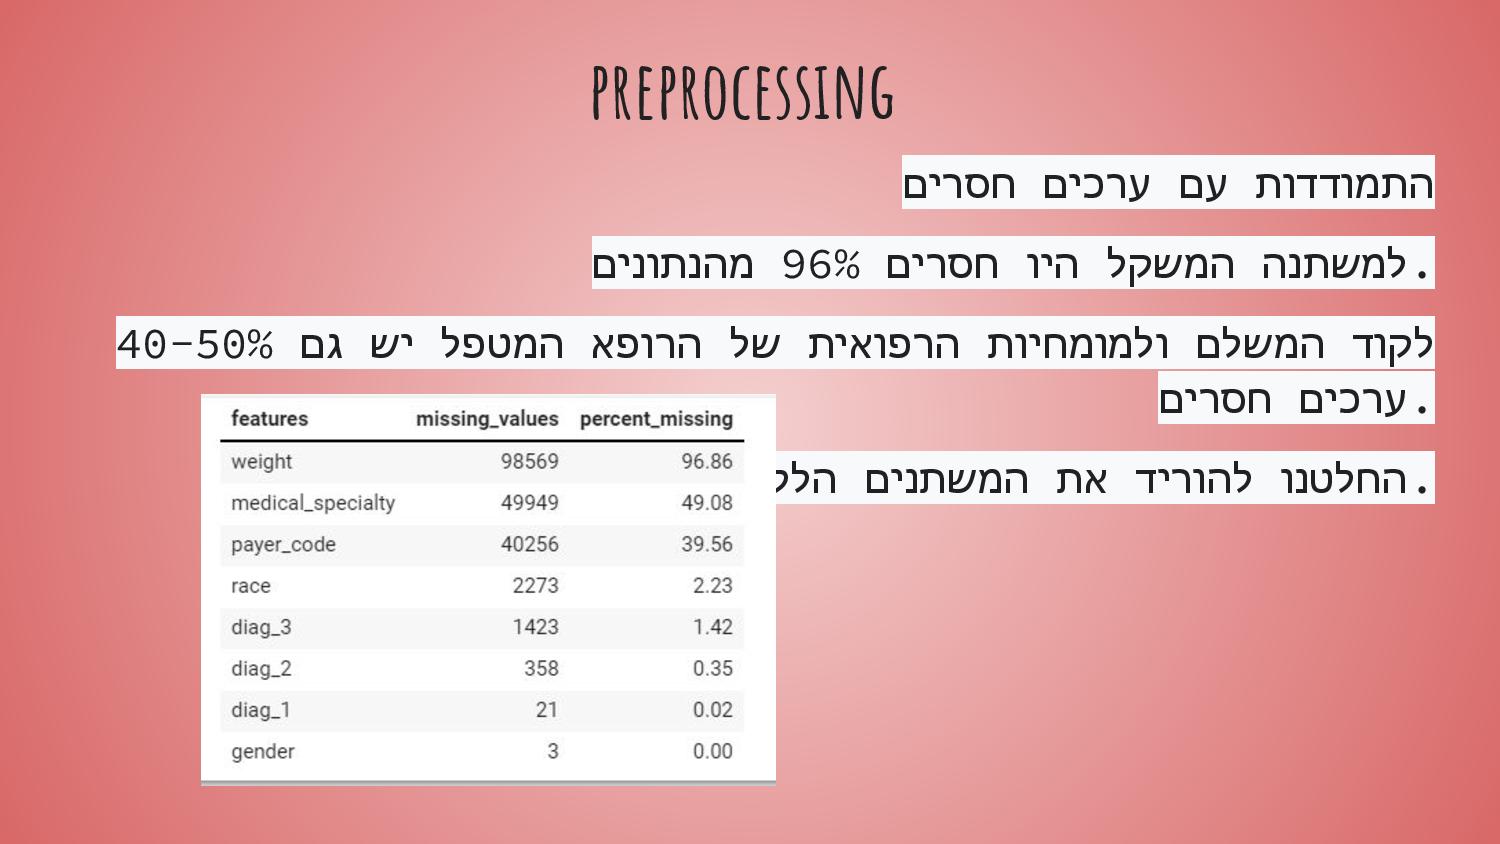 PREPROCESSING
התמודדות עם ערכים חסרים
למשתנה המשקל היו חסרים 96% מהנתונים.
לקוד המשלם ולמומחיות הרפואית של הרופא המטפל יש גם 40-50%
ערכים חסרים.
החלטנו להוריד את המשתנים
features missing_values percent_missing
weight 98569 96.86
medical_specialty 49949 49.08
payer_code 40256 39.56
race 2273 2.23
diag_3 1423 1.42
diag_2 358 0.35
diag_1 21 0.02
gender 3 0.00